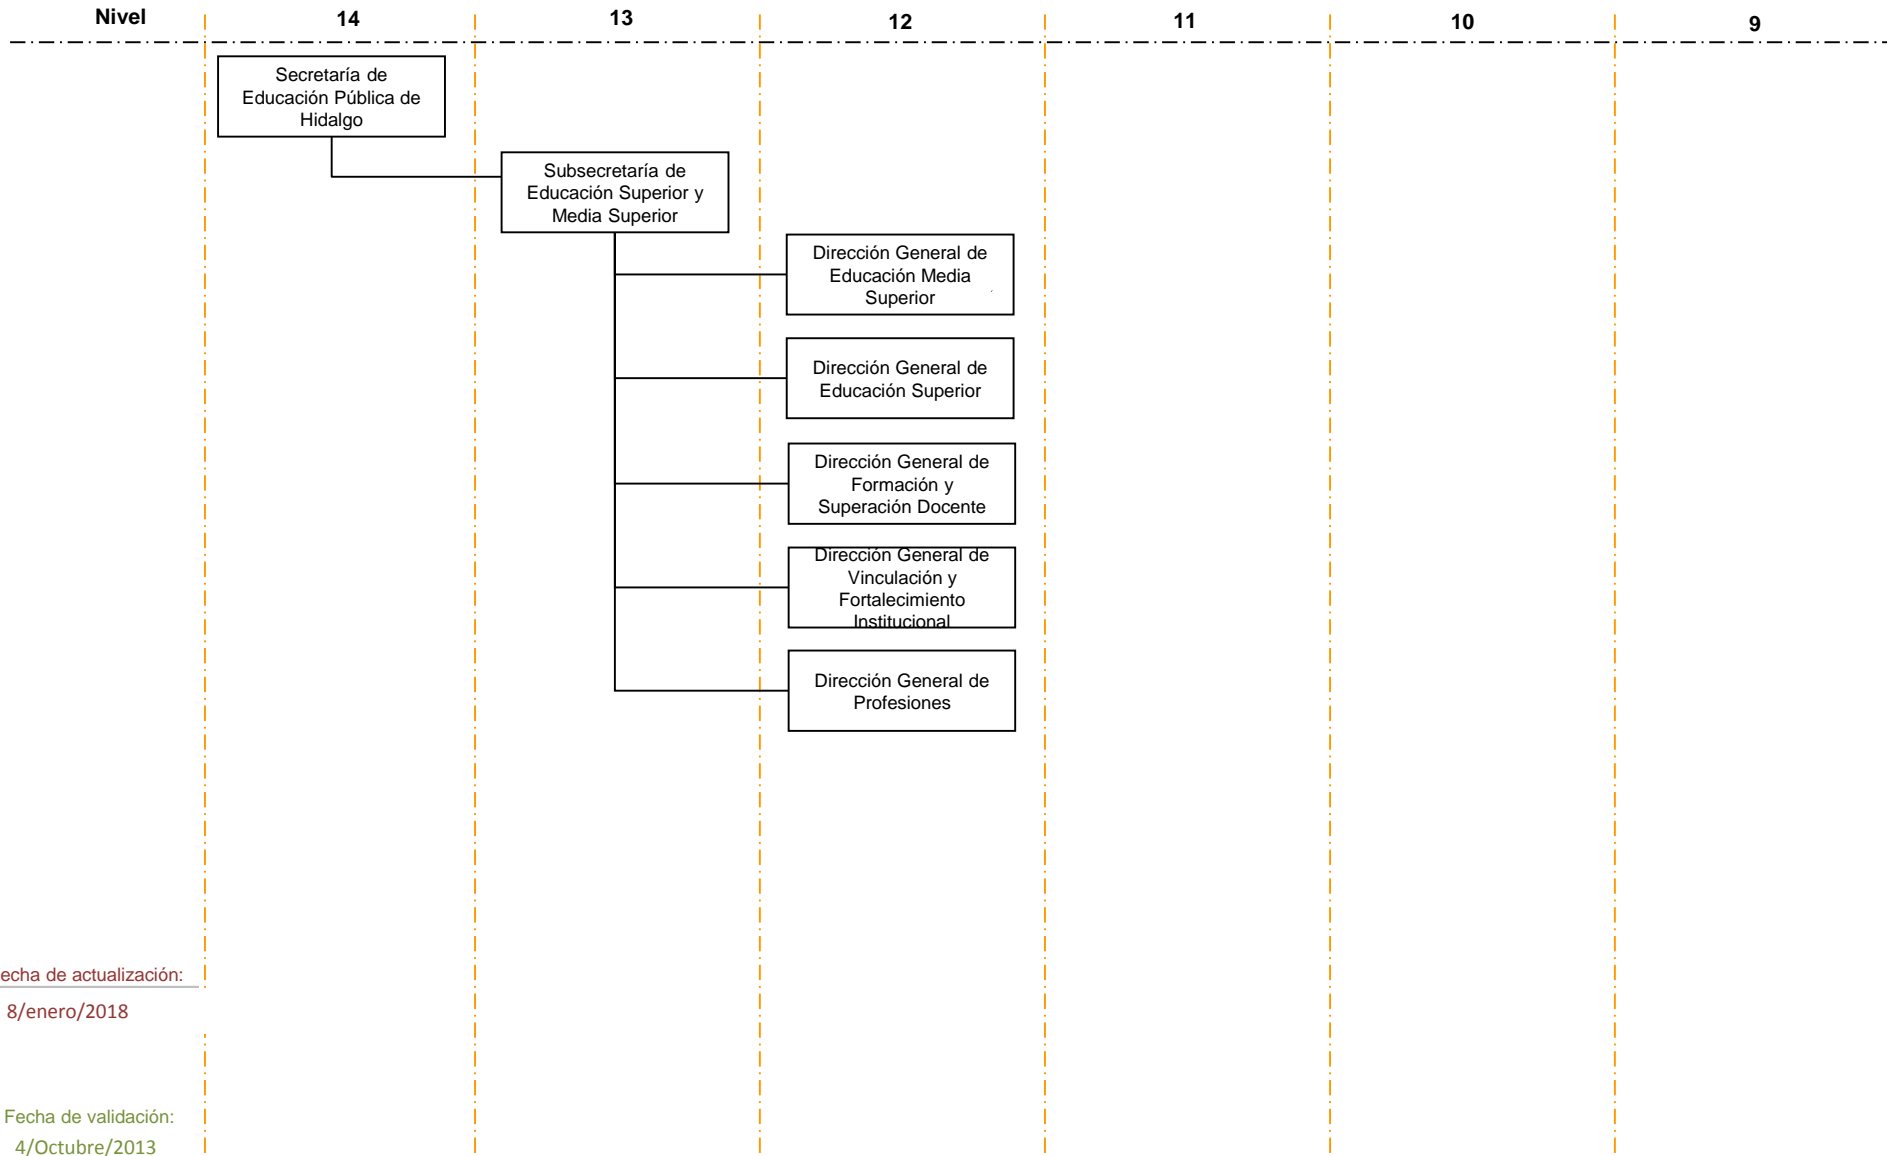 Nivel 14 13 12 11 10 9
Secretaría de
Educación Pública de
Hidalgo
Subsecretaría de
Educación Superior y
Media Superior
Dirección General de
Educación Media
Superior
Dirección General de
Educación Superior
Dirección General de
Formación y
Superación Docente
Dirección General de
Vinculación y
Fortalecimiento
Institucional
Dirección General de
Profesiones
echa de actualización:
8/enero/2018
Fecha de validación:
4/Octubre/2013